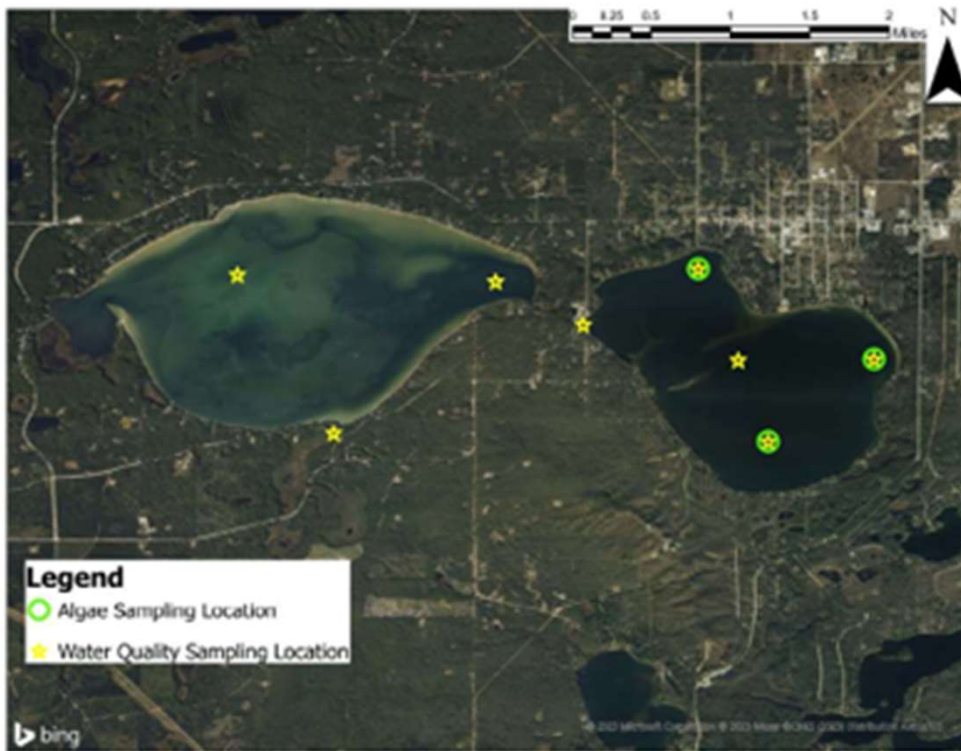 0 0.25 0.5 1 1.5 2
Miles
N
Legend
Algae Sampling Location
Water Quality Sampling Location
bing